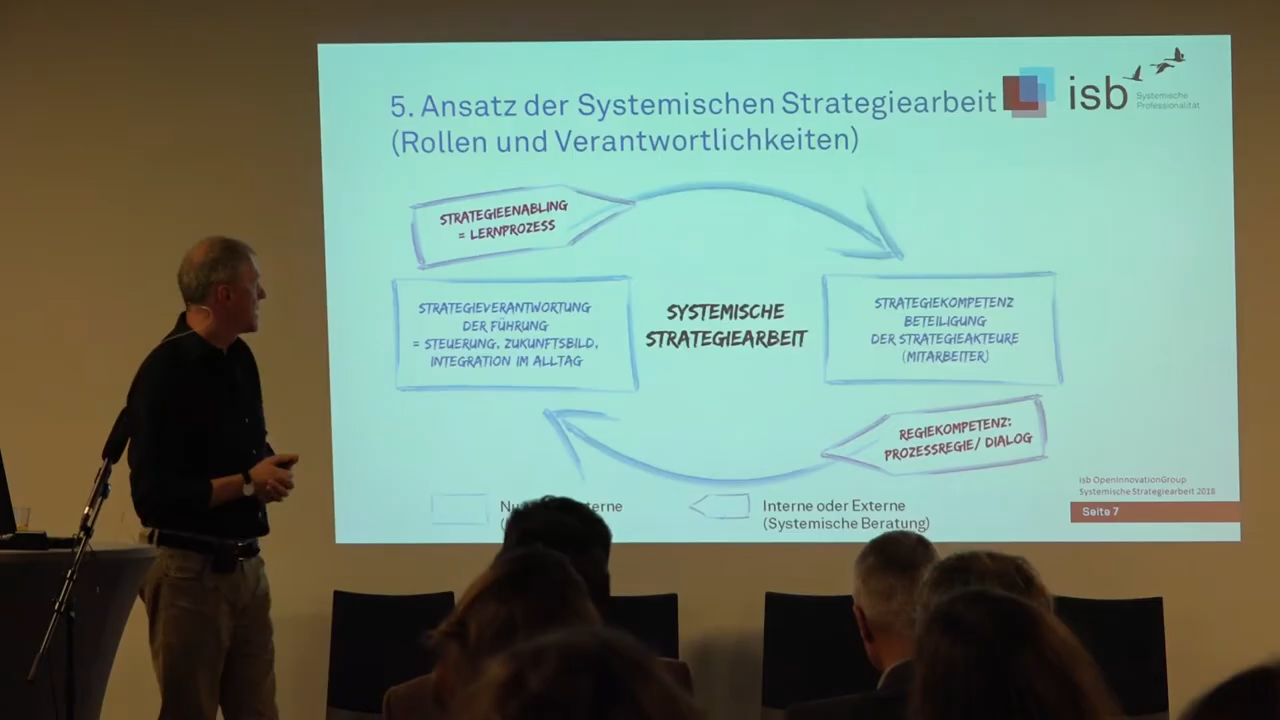 5. Ansatz der Systemischen Strategiearbeit
(Rollen und Verantwortlichkeiten)
isb
Systemische
Professionalität
STRATEGIEENABLING
= LERNPROZESS
STRATEGIEVERANTWORTUNG
DER FÜHRUNG
= STEUERUNG, ZUKUNFTSBILD,
INTEGRATION IM ALLTAG
SYSTEMISCHE
STRATEGIEARBEIT
STRATEGIEKOMPETENZ
BETEILIGUNG
DER STRATEGIEAKTEURE
(MITARBEITER)
REGIEKOMPETENZ:
PROZESSREGIE/ DIALOG
Interne oder Externe
(Systemische Beratung)
isb OpenInnovationGroup
Systemische Strategiearbeit 2018
Seite 7